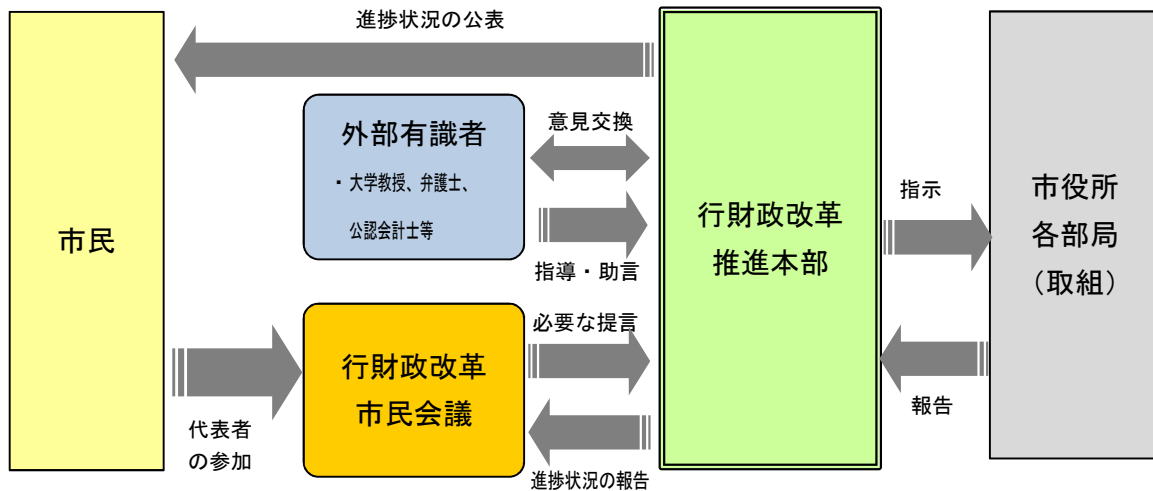 進捗状況の公表
市民
外部有識者
・大学教授、弁護士、
公認会計士等
意見交換
指導・助言
行財政改革
推進本部
指示
市役所
各部局
（取組）
報告
代表者
の参加
行財政改革
市民会議
必要な提言
進捗状況の報告